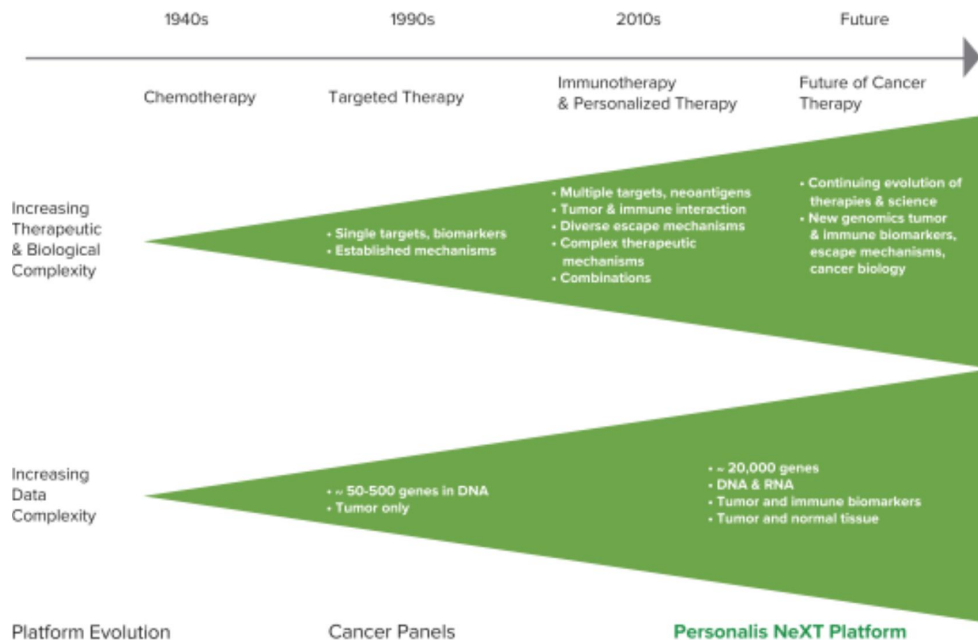 1940s
1990s
2010s
Future
Chemotherapy
Targeted Therapy
Immunotherapy
& Personalized Therapy
Future of Cancer
Therapy
Increasing
Therapeutic
& Biological
Complexity
• Single targets, biomarkers
• Established mechanisms
• Multiple targets, neoantigens
• Tumor & immune interaction
• Diverse escape mechanisms
• Complex therapeutic
mechanisms
• Combinations
• Continuing evolution of
therapies & science
• New genomics tumor
& immune biomarkers,
escape mechanisms,
cancer biology
Increasing
Data
Complexity
• ~ 50-500 genes in DNA
• Tumor only
• ~ 20,000 genes
• DNA & RNA
• Tumor and immune biomarkers
• Tumor and normal tissue
Platform Evolution
Cancer Panels
Personalis NeXT Platform